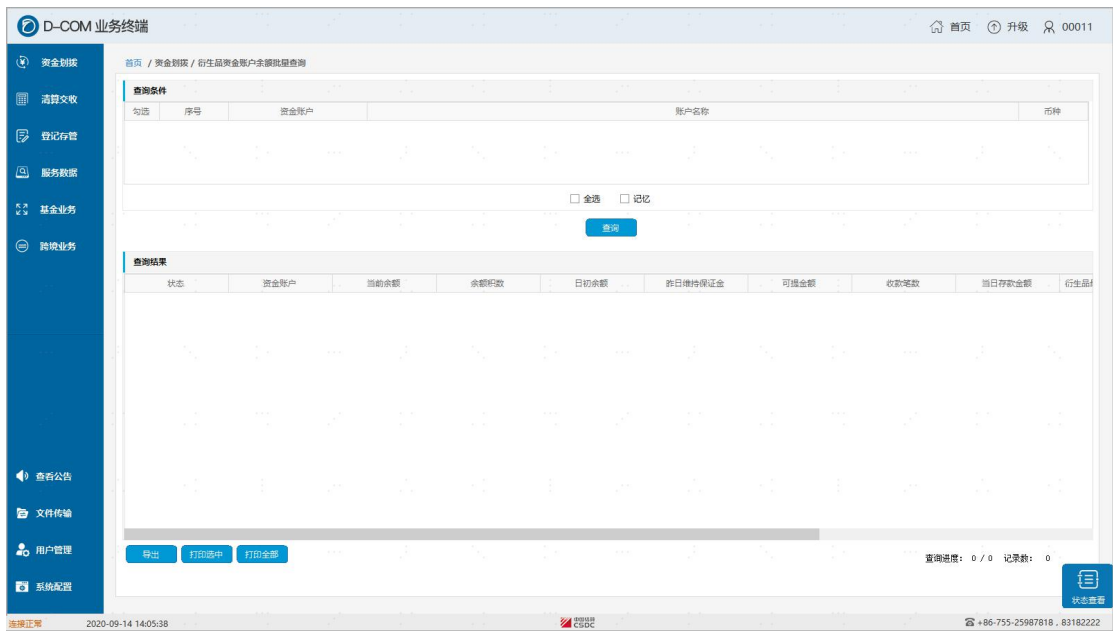 D-COM 业务终端 首页 升级 00011
资金划拨
清算交收
登记存管
服务数据
基金业务
跨境业务
查看公告
文件传输
用户管理
系统配置
首页 / 资金划拨 / 衍生品资金账户余额批量查询
查询条件
勾选 序号 资金账户 账户名称 币种
全选 记忆
查询
查询结果
状态 资金账户 当前余额 余额积数 日初余额 昨日维持保证金 可提金额 收款笔数 当日存款金额 衍生品
导出 打印选中 打印全部 查询进度: 0 / 0 记录数: 0
状态查看
连接正常 2020-09-14 14:05:38 CSDC +86-755-25987818 , 83182222